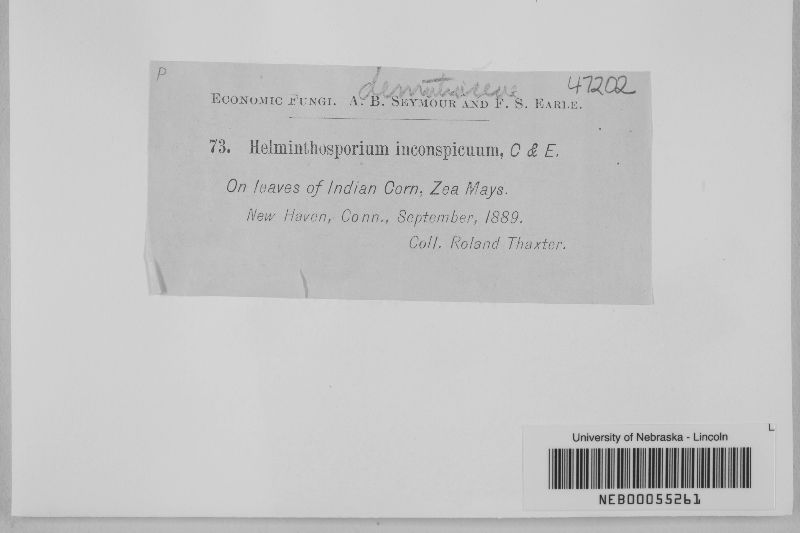 P
dematiaceae 47202
ECONOMIC FUNGI. A. B. SEYMOUR AND F. S. EARLE.
73. Helminthosporium inconspicuum, C & E.
On leaves of Indian Corn, Zea Mays.
New Haven, Conn., September, 1889.
Coll. Roland Thaxter.
L
University of Nebraska - Lincoln
NEB00055261